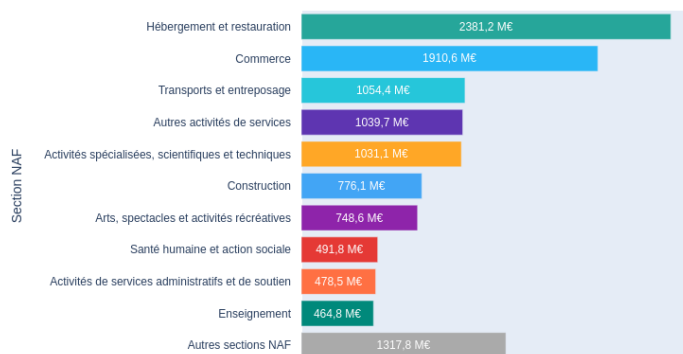 Section NAF
Hébergement et restauration 2381,2 M€
Commerce 1910,6 M€
Transports et entreposage 1054,4 M€
Autres activités de services 1039,7 M€
Activités spécialisées, scientifiques et techniques 1031,1 M€
Construction 776,1 M€
Arts, spectacles et activités récréatives 748,6 M€
Santé humaine et action sociale 491,8 M€
Activités de services administratifs et de soutien 478,5 M€
Enseignement 464,8 M€
Autres sections NAF 1317,8 M€